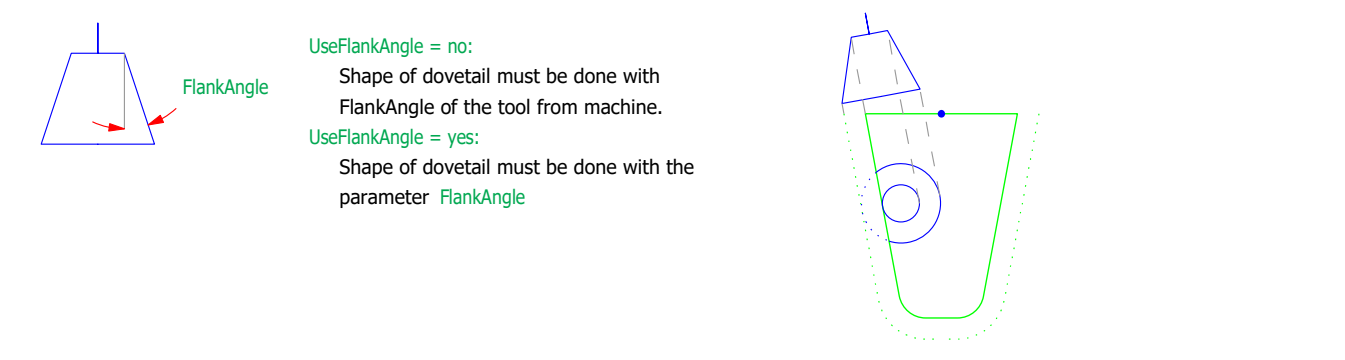 FlankAngle
UseFlankAngle = no:
Shape of dovetail must be done with
FlankAngle of the tool from machine.
UseFlankAngle = yes:
Shape of dovetail must be done with the
parameter FlankAngle